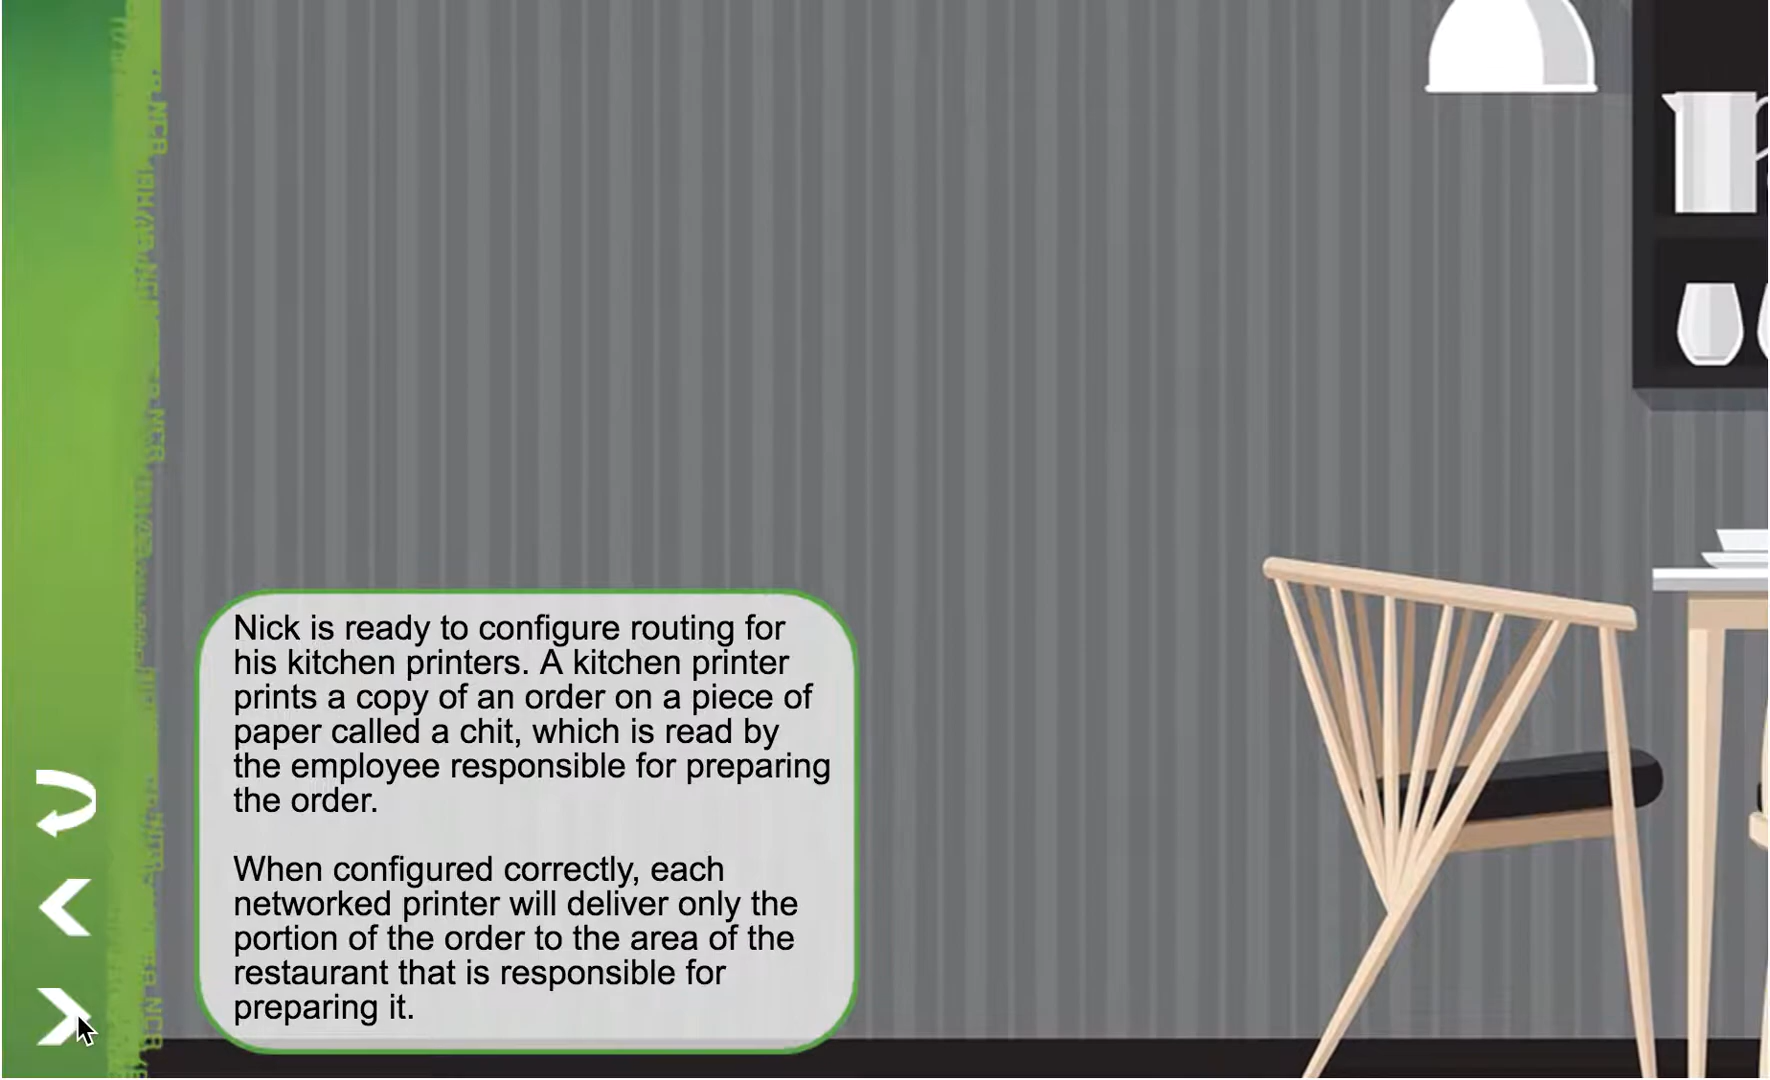 Nick is ready to configure routing for
his kitchen printers. A kitchen printer
prints a copy of an order on a piece of
paper called a chit, which is read by
the employee responsible for preparing
the order.
When configured correctly, each
networked printer will deliver only the
portion of the order to the area of the
restaurant that is responsible for
preparing it.